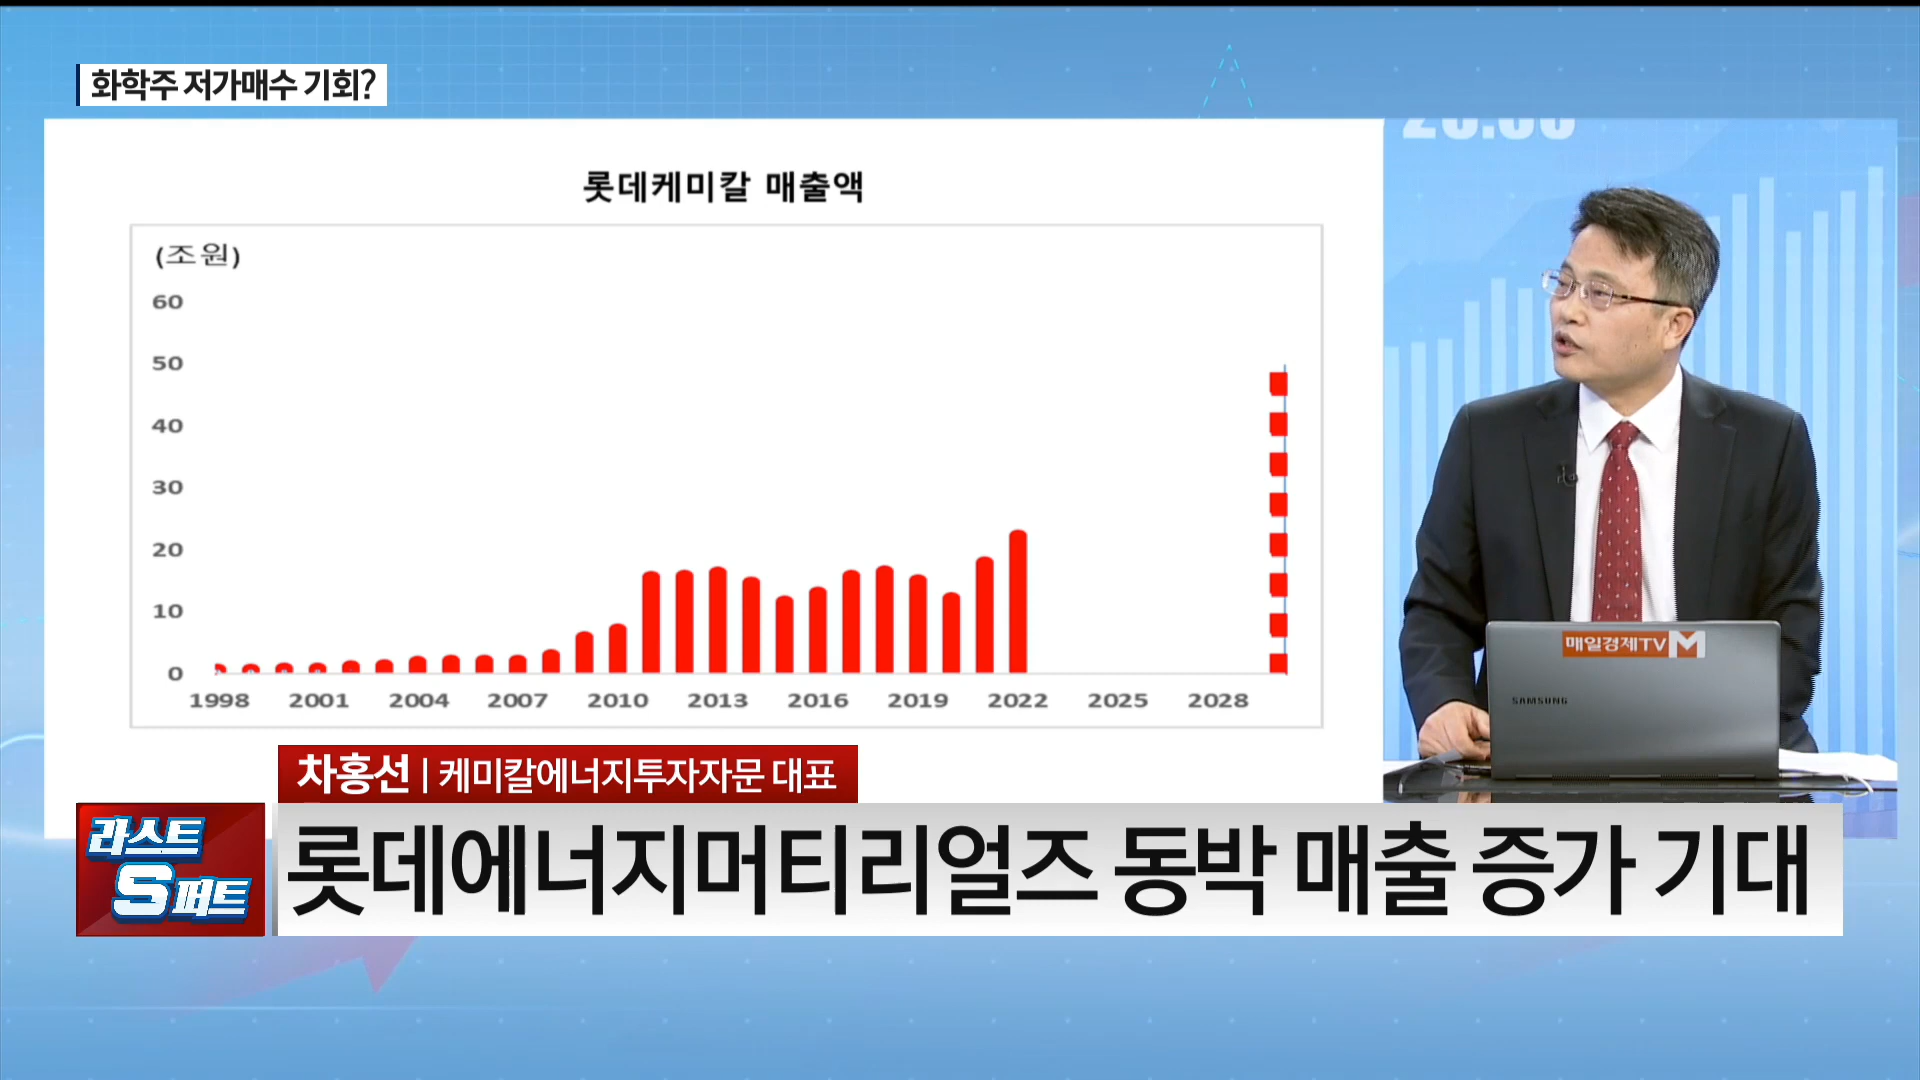 화학주 저가매수 기회?
롯데케미칼 매출액
(조원)
60
50
40
30
20
10
0
1998 2001 2004 2007 2010 2013 2016 2019 2022 2025 2028
매일경제TV M
SAMSUNG
차홍선 | 케미칼에너지투자자문 대표
라스트
S퍼트
롯데에너지머티리얼즈 동박 매출 증가 기대